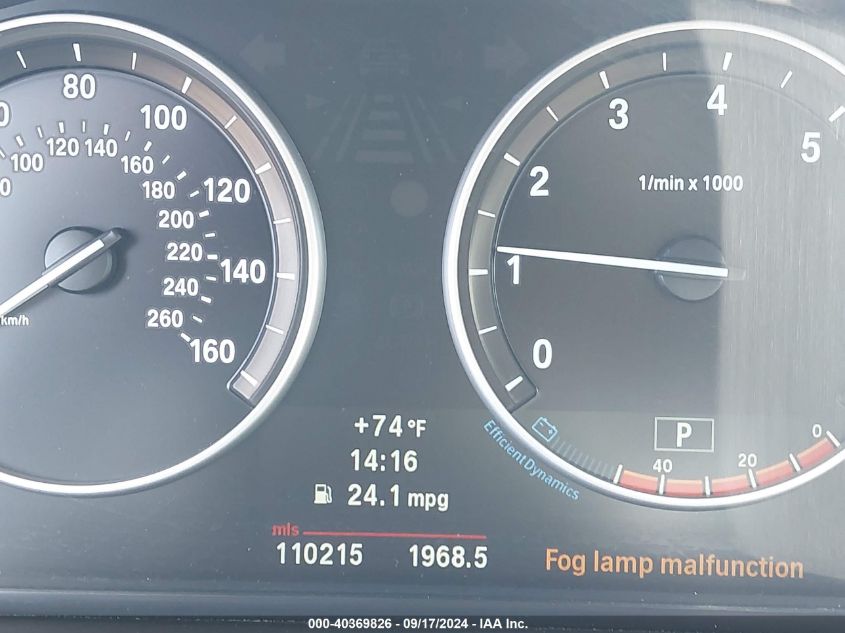 80
100
120
140
160
100
120
140
160
180
200
220
240
260
km/h
0
1
2
3
4
5
1/min x 1000
P
40
20
0
EfficientDynamics
+74 °F
14:16
24.1 mpg
mls
110215 1968.5
Fog lamp malfunction
000-40369826 - 09/17/2024 - IAA Inc.